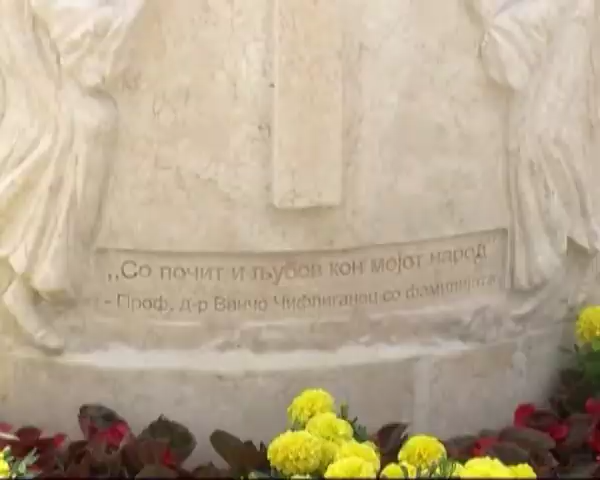 ,,Со почит и љубов кон мојот народ"
- Проф. д-р Ванчо Чифлиганец со фамилијата